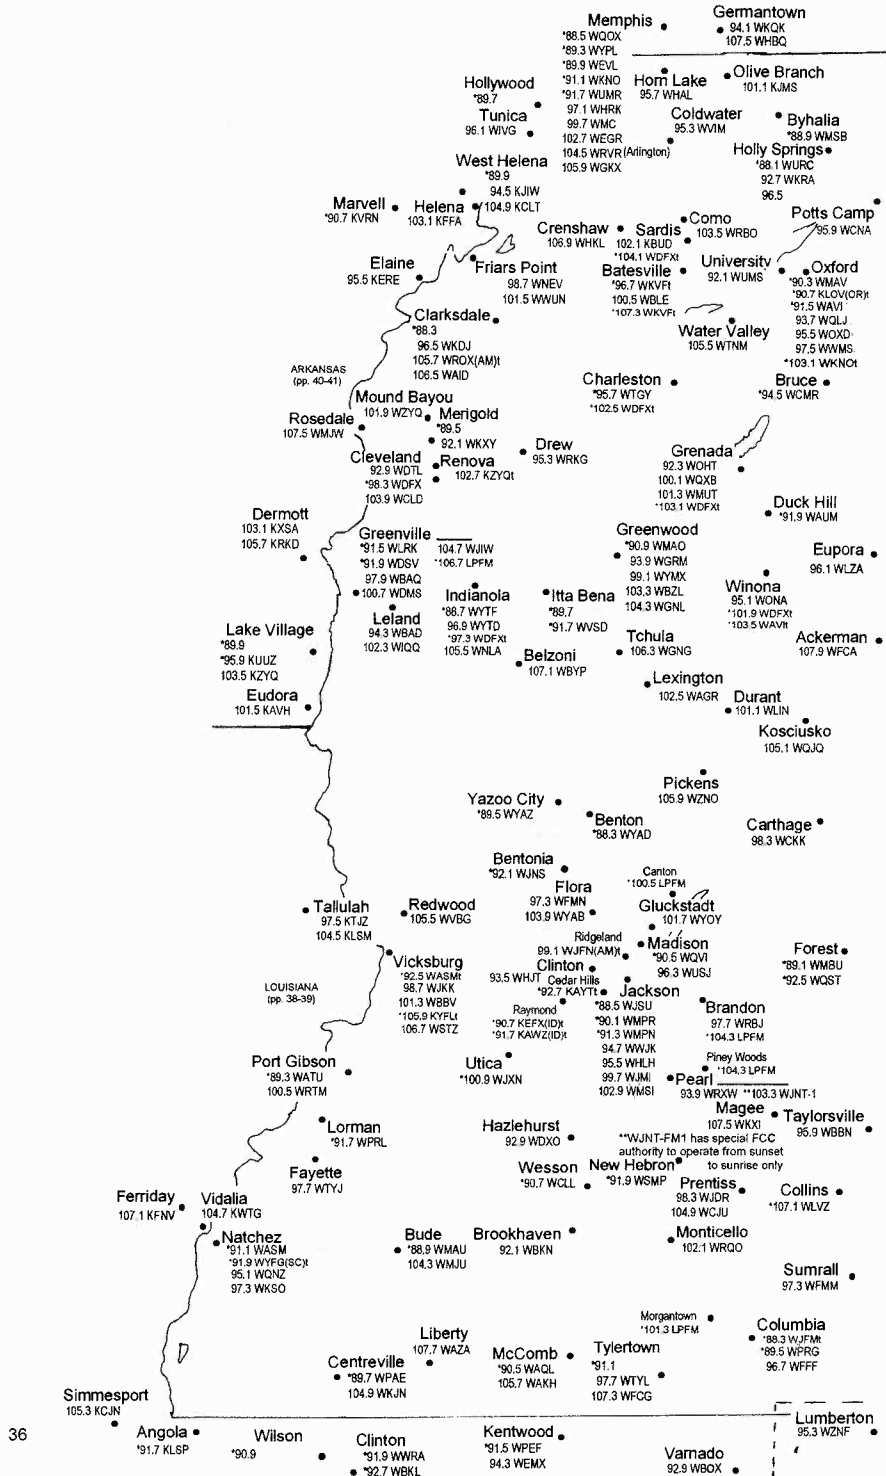 Memphis
*88.5 WQOX
*89.3 WYPL
*89.9 WEVL
*91.1 WKNO
*91.7 WUMR
97.1 WHRK
99.7 WMC
102.7 WEGR
104.5 WRVR (Arlington)
105.9 WGKX
Germantown
94.1 WKQK
107.5 WHBQ
Horn Lake
95.7 WHAL
Olive Branch
101.1 KJMS
Hollywood
*89.7
Tunica
96.1 WIVG
Coldwater
95.3 WVIM
Byhalia
*88.9 WMSB
Holly Springs
*88.1 WURC
92.7 WKRA
96.5
West Helena
*89.9
94.5 KJIW
Marvell
*90.7 KVRN
Helena
103.1 KFFA
104.9 KCLT
Potts Camp
95.9 WCNA
Crenshaw
106.9 WHKL
Sardis
102.1 KBUD
*104.1 WDFXt
Como
103.5 WRBO
Elaine
95.5 KERE
Friars Point
98.7 WNEV
101.5 WWUN
Batesville
*96.7 WKVFt
100.5 WBLE
*107.3 WKVFt
University
92.1 WUMS
Oxford
*90.3 WMAV
*90.7 KLOV(OR)t
*91.5 WAVI
93.7 WQLJ
95.5 WOXD
97.5 WWMS
*103.1 WKNOt
Clarksdale
*88.3
96.5 WKDJ
105.7 WRQX(AM)t
106.5 WAID
Water Valley
105.5 WTNM
ARKANSAS
(pp. 40-41)
Charleston
*95.7 WTGY
*102.5 WDFXt
Bruce
*94.5 WCMR
Mound Bayou
101.9 WZYQ
Rosedale
107.5 WMJW
Merigold
*89.5
92.1 WKXY
Cleveland
92.9 WDTL
*98.3 WDFX
103.9 WCLD
Renova
102.7 KZYQt
Drew
95.3 WRKG
Grenada
92.3 WOHT
100.1 WQXB
101.3 WMUT
*103.1 WDFXt
Duck Hill
*91.9 WAUM
Dermott
103.1 KXSA
105.7 KRKD
Greenville
*91.5 WLRK
*91.9 WDSV
97.9 WBAQ
100.7 WDMS
104.7 WJIW
*106.7 LPFM
Greenwood
*90.9 WMAO
93.9 WGRM
99.1 WYMX
103.3 WBZL
104.3 WGNL
Eupora
96.1 WLZA
Leland
94.3 WBAD
102.3 WIQQ
Indianola
*88.7 WYTF
96.9 WYTD
*97.3 WDFXt
105.5 WNLA
Itta Bena
*89.7
*91.7 WVSD
Winona
95.1 WONA
*101.9 WDFXt
*103.5 WAVIt
Lake Village
*89.9
*95.9 KUUZ
103.5 KZYQ
Tchula
106.3 WGNG
Ackerman
107.9 WFCA
Belzoni
107.1 WBYP
Eudora
101.5 KAVH
Lexington
102.5 WAGR
Durant
101.1 WLIN
Kosciusko
105.1 WQJQ
Pickens
105.9 WZNO
Yazoo City
*89.5 WYAZ
Benton
*88.3 WYAD
Carthage
98.3 WCKK
Bentonia
*92.1 WJNS
Flora
97.3 WFMN
103.9 WYAB
Canton
*100.5 LPFM
Gluckstadt
101.7 WYOY
Tallulah
97.5 KTJZ
104.5 KLSM
Redwood
105.5 WVBG
Ridgeland
99.1 WJFN(AM)t
Madison
*90.5 WQVI
96.3 WUSJ
Forest
*89.1 WMBU
*92.5 WQST
Vicksburg
*92.5 WASMt
98.7 WJKK
101.3 WBBV
*105.9 KYFLt
106.7 WSTZ
Clinton
93.5 WHJT
Cedar Hills
*92.7 KAYTt
LOUISIANA
(pp. 38-39)
Raymond
*90.7 KEFX(ID)t
*91.7 KAWZ(ID)t
Jackson
*88.5 WJSU
*90.1 WMPR
*91.3 WMPN
94.7 WWJK
95.5 WHLH
99.7 WJMI
102.9 WMSI
Brandon
97.7 WRBJ
*104.3 LPFM
Piney Woods
*104.3 LPFM
Port Gibson
*89.3 WATU
100.5 WRTM
Utica
*100.9 WJXN
Pearl
93.9 WRXW **103.3 WJNT-1
Magee
107.5 WKXI
Taylorsville
95.9 WBBN
Lorman
*91.7 WPRL
Hazlehurst
92.9 WDXO
**WJNT-FM1 has special FCC
authority to operate from sunset
to sunrise only
Fayette
97.7 WTYJ
Wesson
*90.7 WCLL
New Hebron
*91.9 WSMP
Prentiss
98.3 WJDR
104.9 WCJU
Collins
*107.1 WLVZ
Ferriday
107.1 KFNV
Vidalia
104.7 KWTG
Natchez
*91.1 WASM
*91.9 WYFG(SC)t
95.1 WQNZ
97.3 WKSO
Bude
*88.9 WMAU
104.3 WMJU
Brookhaven
92.1 WBKN
Monticello
102.1 WRQO
Sumrall
97.3 WFMM
Morgantown
*101.3 LPFM
Columbia
*88.3 WJFMt
*89.5 WPRG
96.7 WFFF
Liberty
107.7 WAZA
Centreville
*89.7 WPAE
104.9 WKJN
McComb
*90.5 WAQL
105.7 WAKH
Tylertown
*91.1
97.7 WTYL
107.3 WFCG
Simmesport
105.3 KCJN
Lumberton
95.3 WZNF
36
Angola
*91.7 KLSP
Wilson
*90.9
Clinton
*91.9 WWRA
*92.7 WBKL
Kentwood
*91.5 WPEF
94.3 WEMX
Varnado
92.9 WBOX